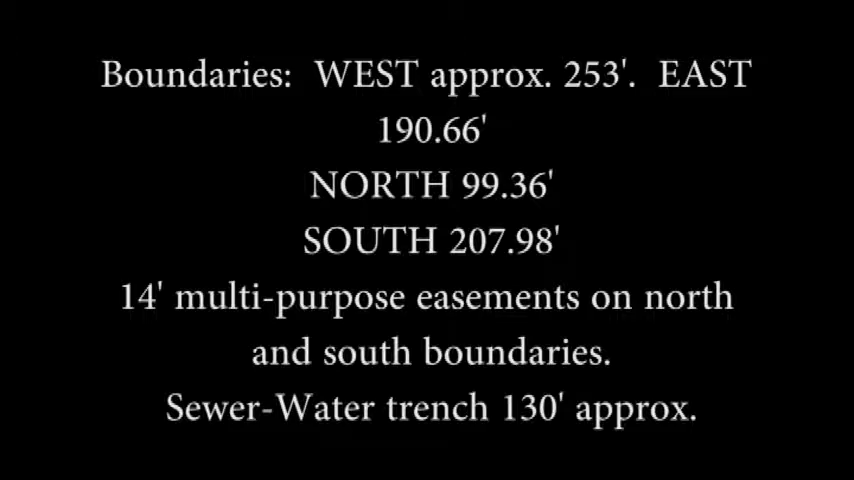 Boundaries:  WEST approx. 253'.  EAST
190.66'
NORTH 99.36'
SOUTH 207.98'
14' multi-purpose easements on north
and south boundaries.
Sewer-Water trench 130' approx.